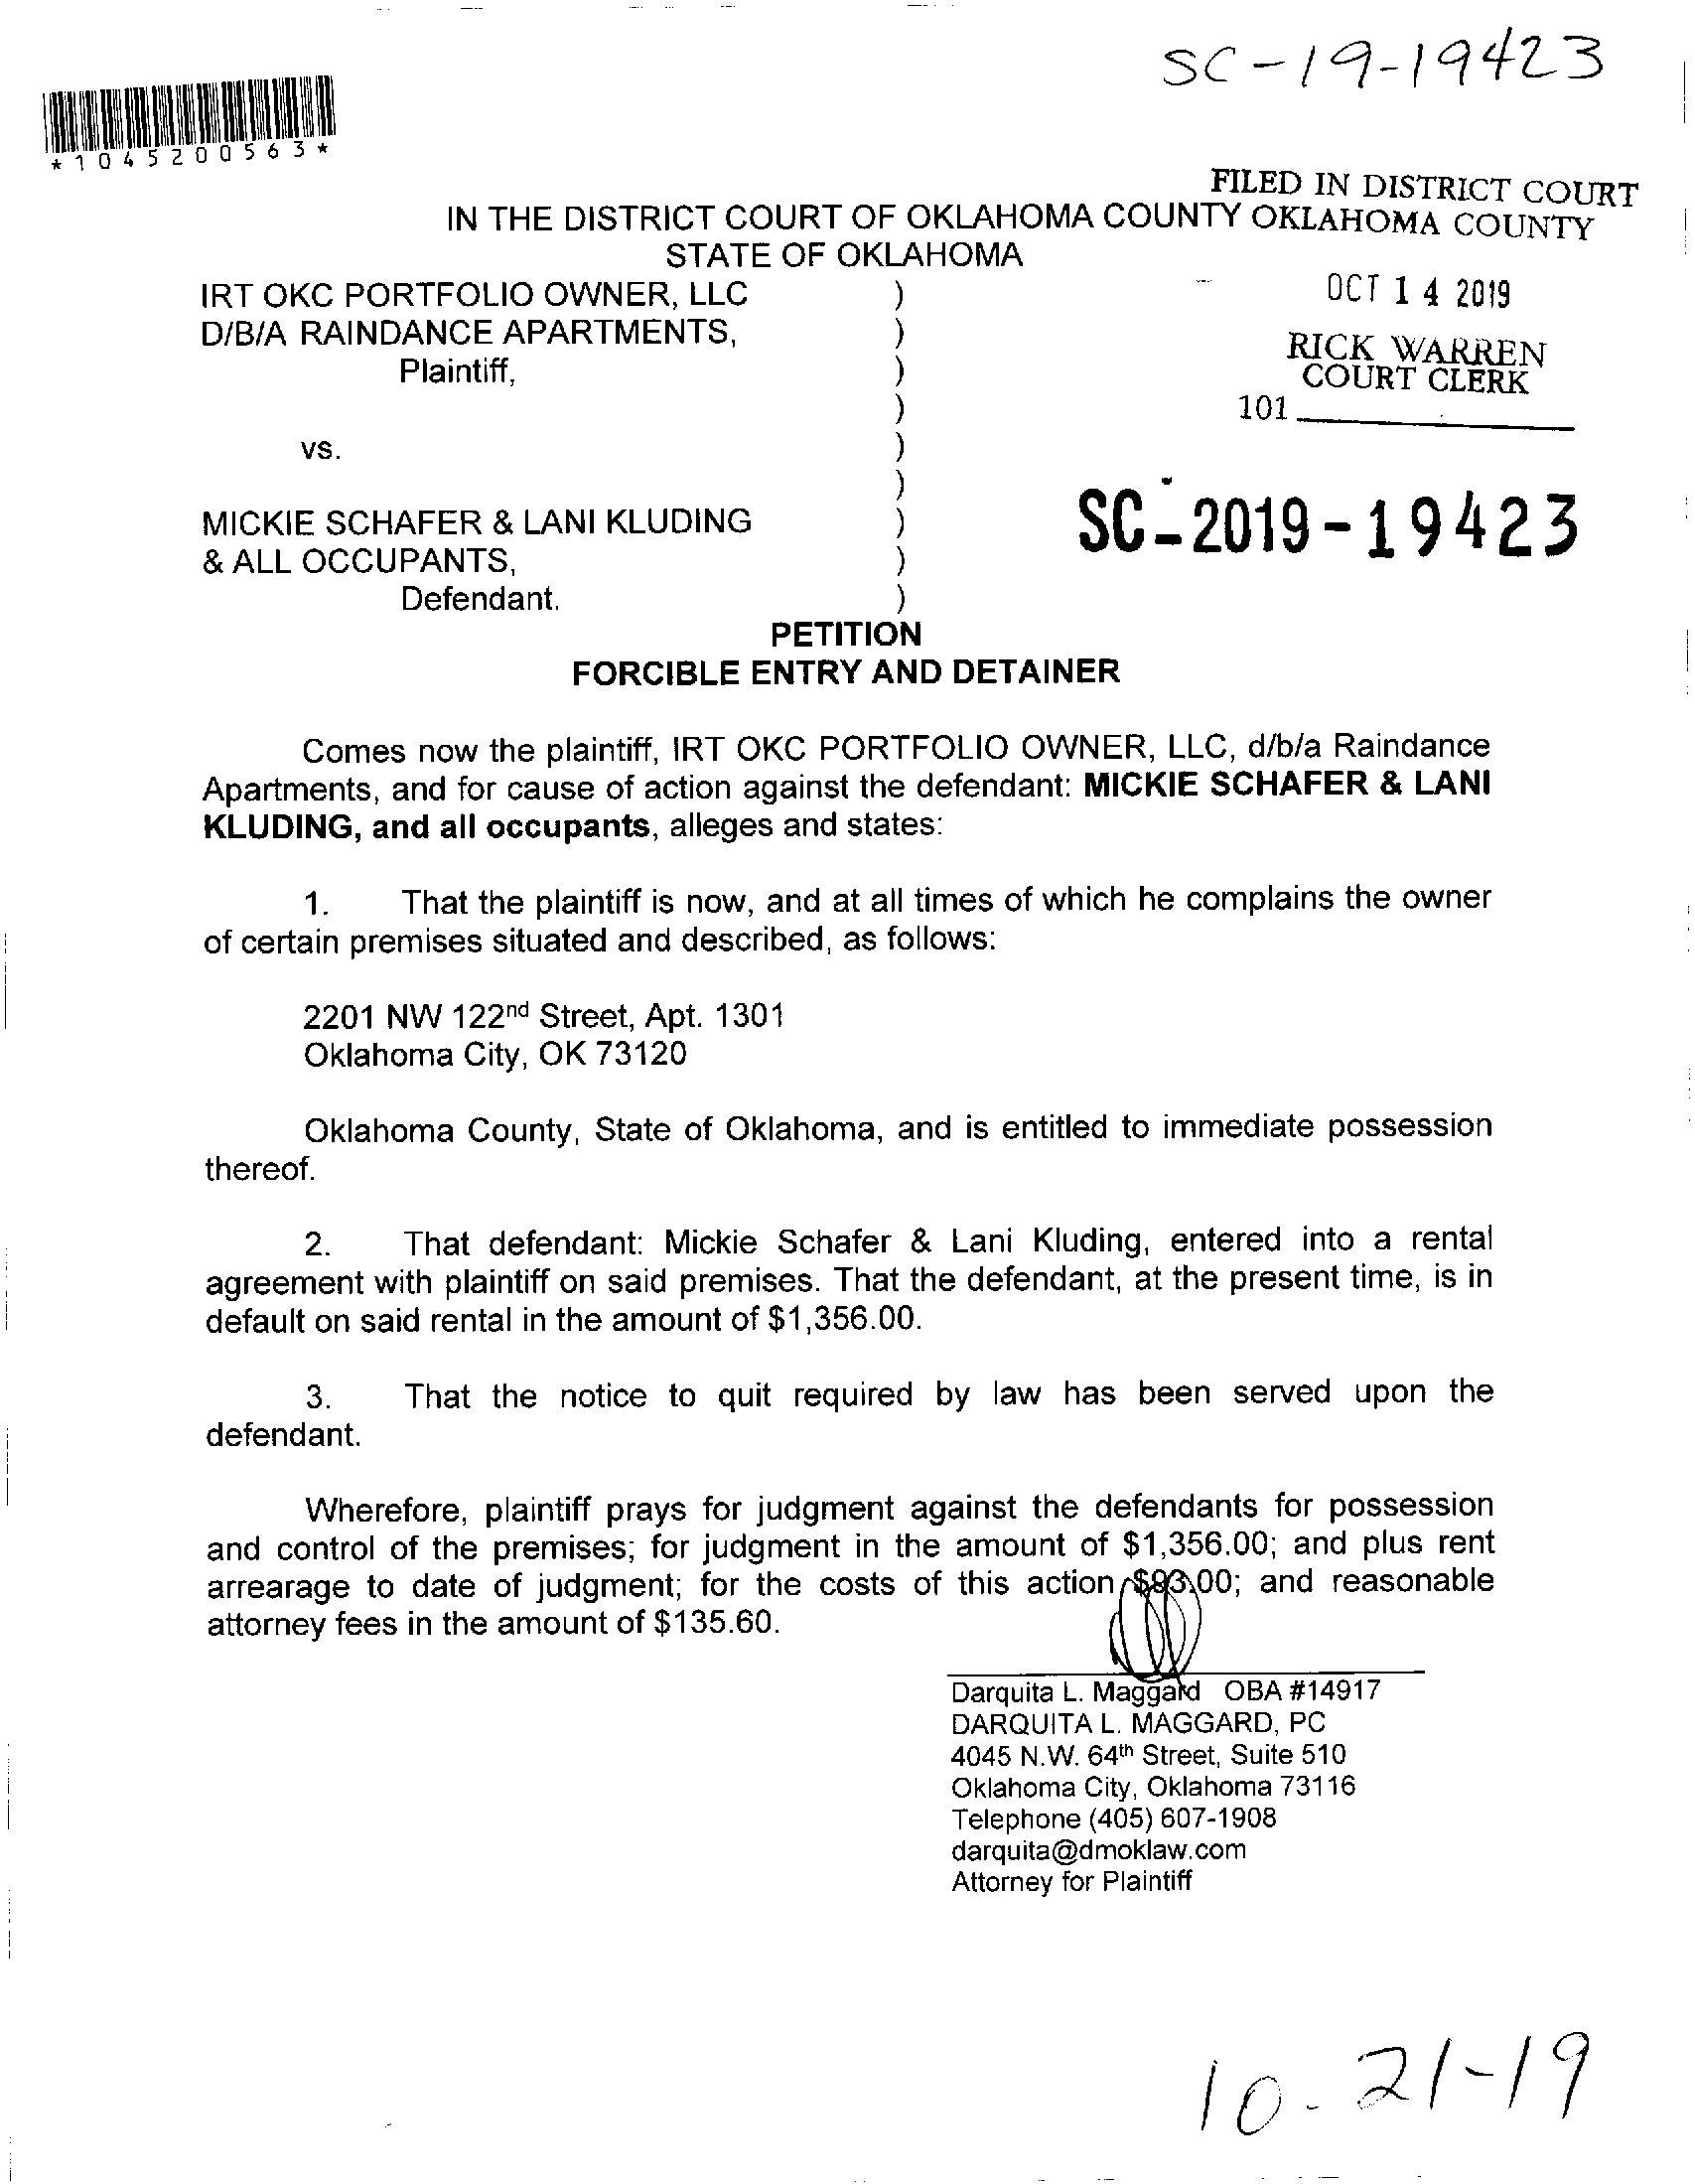 SC-19-19423
*1045200563*
FILED IN DISTRICT COURT
OKLAHOMA COUNTY
IN THE DISTRICT COURT OF OKLAHOMA COUNTY
STATE OF OKLAHOMA
OCT 14 2019
RICK WARREN
COURT CLERK
101
IRT OKC PORTFOLIO OWNER, LLC )
D/B/A RAINDANCE APARTMENTS, )
Plaintiff, )
)
vs. )
)
MICKIE SCHAFER & LANI KLUDING )
& ALL OCCUPANTS, )
Defendant. )
SC-2019-19423
PETITION
FORCIBLE ENTRY AND DETAINER
Comes now the plaintiff, IRT OKC PORTFOLIO OWNER, LLC, d/b/a Raindance
Apartments, and for cause of action against the defendant: MICKIE SCHAFER & LANI
KLUDING, and all occupants, alleges and states:
1. That the plaintiff is now, and at all times of which he complains the owner
of certain premises situated and described, as follows:
2201 NW 122nd Street, Apt. 1301
Oklahoma City, OK 73120
Oklahoma County, State of Oklahoma, and is entitled to immediate possession
thereof.
2. That defendant: Mickie Schafer & Lani Kluding, entered into a rental
agreement with plaintiff on said premises. That the defendant, at the present time, is in
default on said rental in the amount of $1,356.00.
3. That the notice to quit required by law has been served upon the
defendant.
Wherefore, plaintiff prays for judgment against the defendants for possession
and control of the premises; for judgment in the amount of $1,356.00; and plus rent
arrearage to date of judgment; for the costs of this action and reasonable
attorney fees in the amount of $135.60.
Darquita L. Maggard OBA #14917
DARQUITA L. MAGGARD, PC
4045 N.W. 64th Street, Suite 510
Oklahoma City, Oklahoma 73116
Telephone (405) 607-1908
darquita@dmoklaw.com
Attorney for Plaintiff
10-21-19